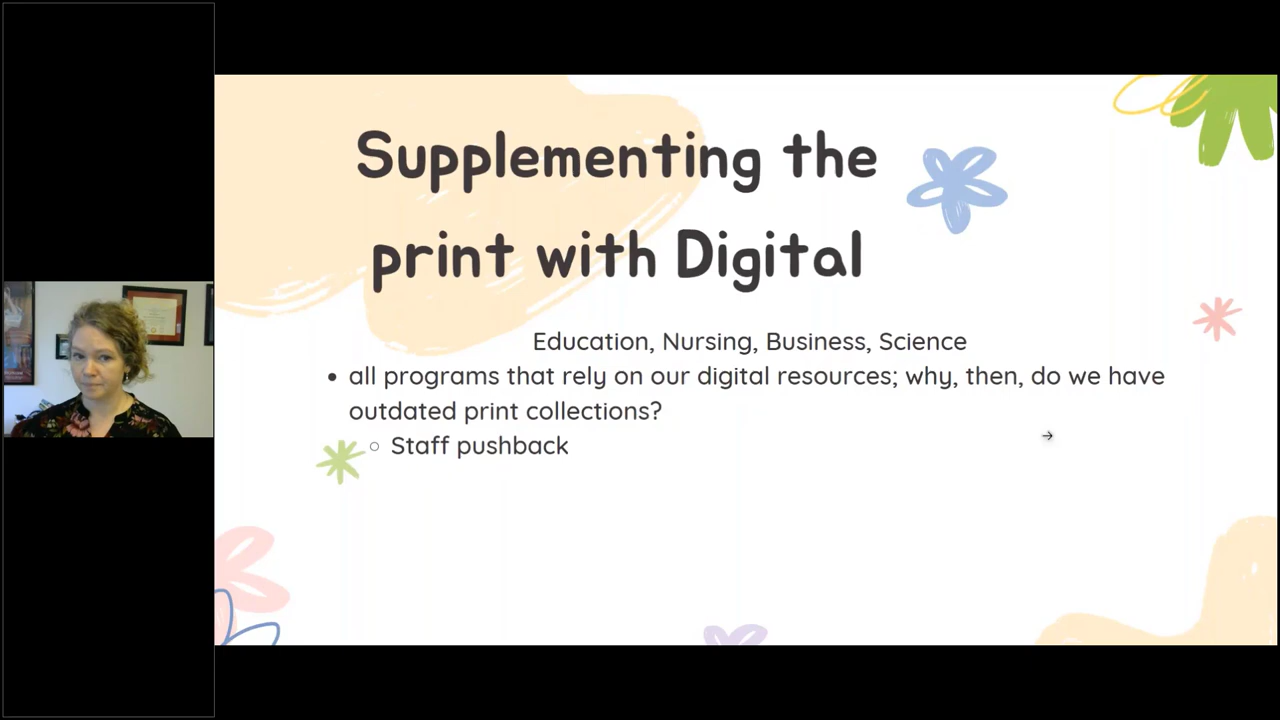 Supplementing the
print with Digital
Education, Nursing, Business, Science
• all programs that rely on our digital resources; why, then, do we have
outdated print collections?
○ Staff pushback